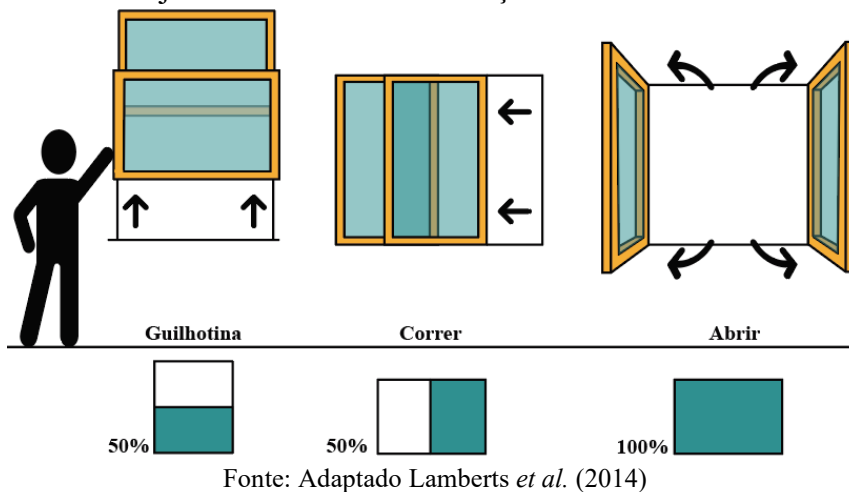 Guilhotina
Correr
Abrir
50%
50%
100%
Fonte: Adaptado Lamberts et al. (2014)